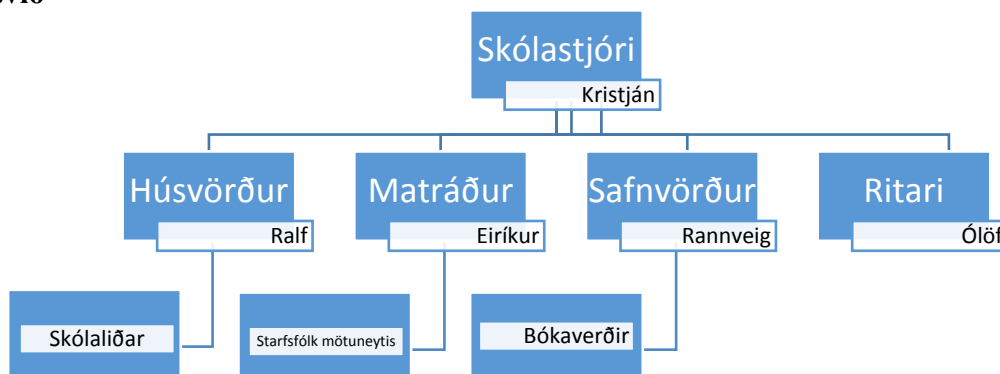 Skólastjóri
Kristján
Húsvörður
Ralf
Matráður
Eiríkur
Safnvörður
Rannveig
Ritari
Ólöf
Skólaliðar
Starfsfólk mötuneytis
Bókaverðir